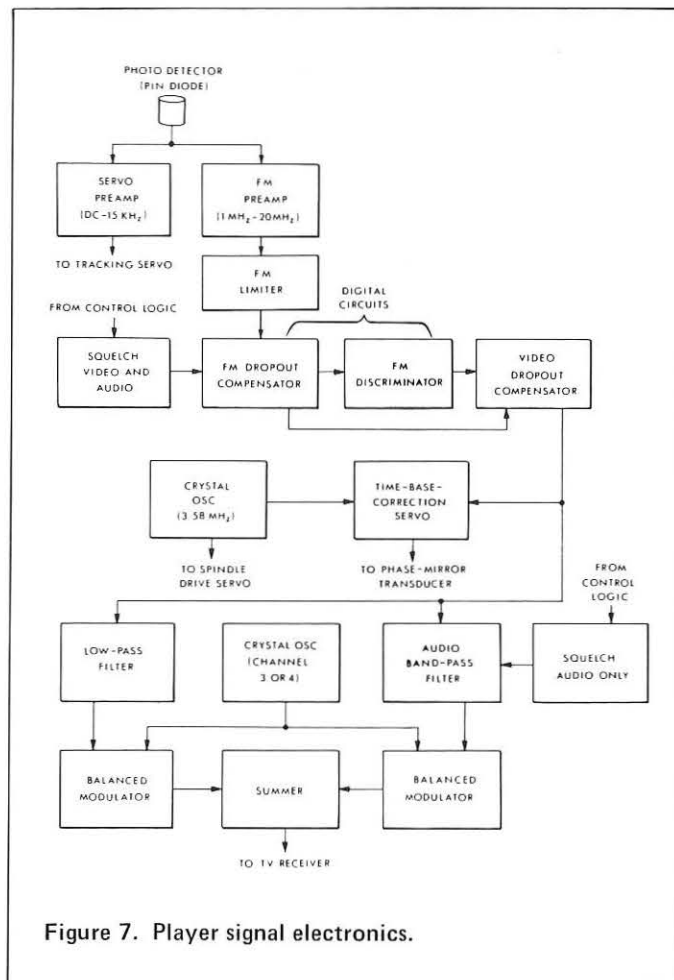 PHOTO DETECTOR
(PIN DIODE)
SERVO
PREAMP
(DC-15 KHz)
FM
PREAMP
(1 MHz-20MHz)
TO TRACKING SERVO
FM
LIMITER
DIGITAL
CIRCUITS
FROM CONTROL LOGIC
SQUELCH
VIDEO AND
AUDIO
FM DROPOUT
COMPENSATOR
FM
DISCRIMINATOR
VIDEO
DROPOUT
COMPENSATOR
CRYSTAL
OSC
(3 58 MHz)
TIME-BASE-
CORRECTION
SERVO
TO SPINDLE
DRIVE SERVO
TO PHASE-MIRROR
TRANSDUCER
FROM
CONTROL
LOGIC
LOW-PASS
FILTER
CRYSTAL OSC
(CHANNEL
3 OR 4)
AUDIO
BAND-PASS
FILTER
SQUELCH
AUDIO ONLY
BALANCED
MODULATOR
SUMMER
BALANCED
MODULATOR
TO TV RECEIVER
Figure 7. Player signal electronics.